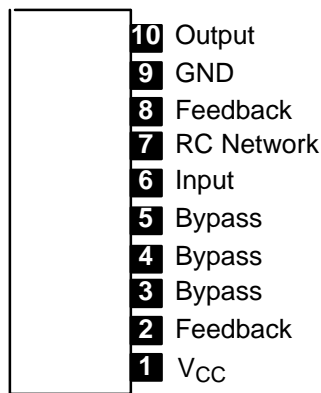 10 Output
9 GND
8 Feedback
7 RC Network
6 Input
5 Bypass
4 Bypass
3 Bypass
2 Feedback
1 VCC